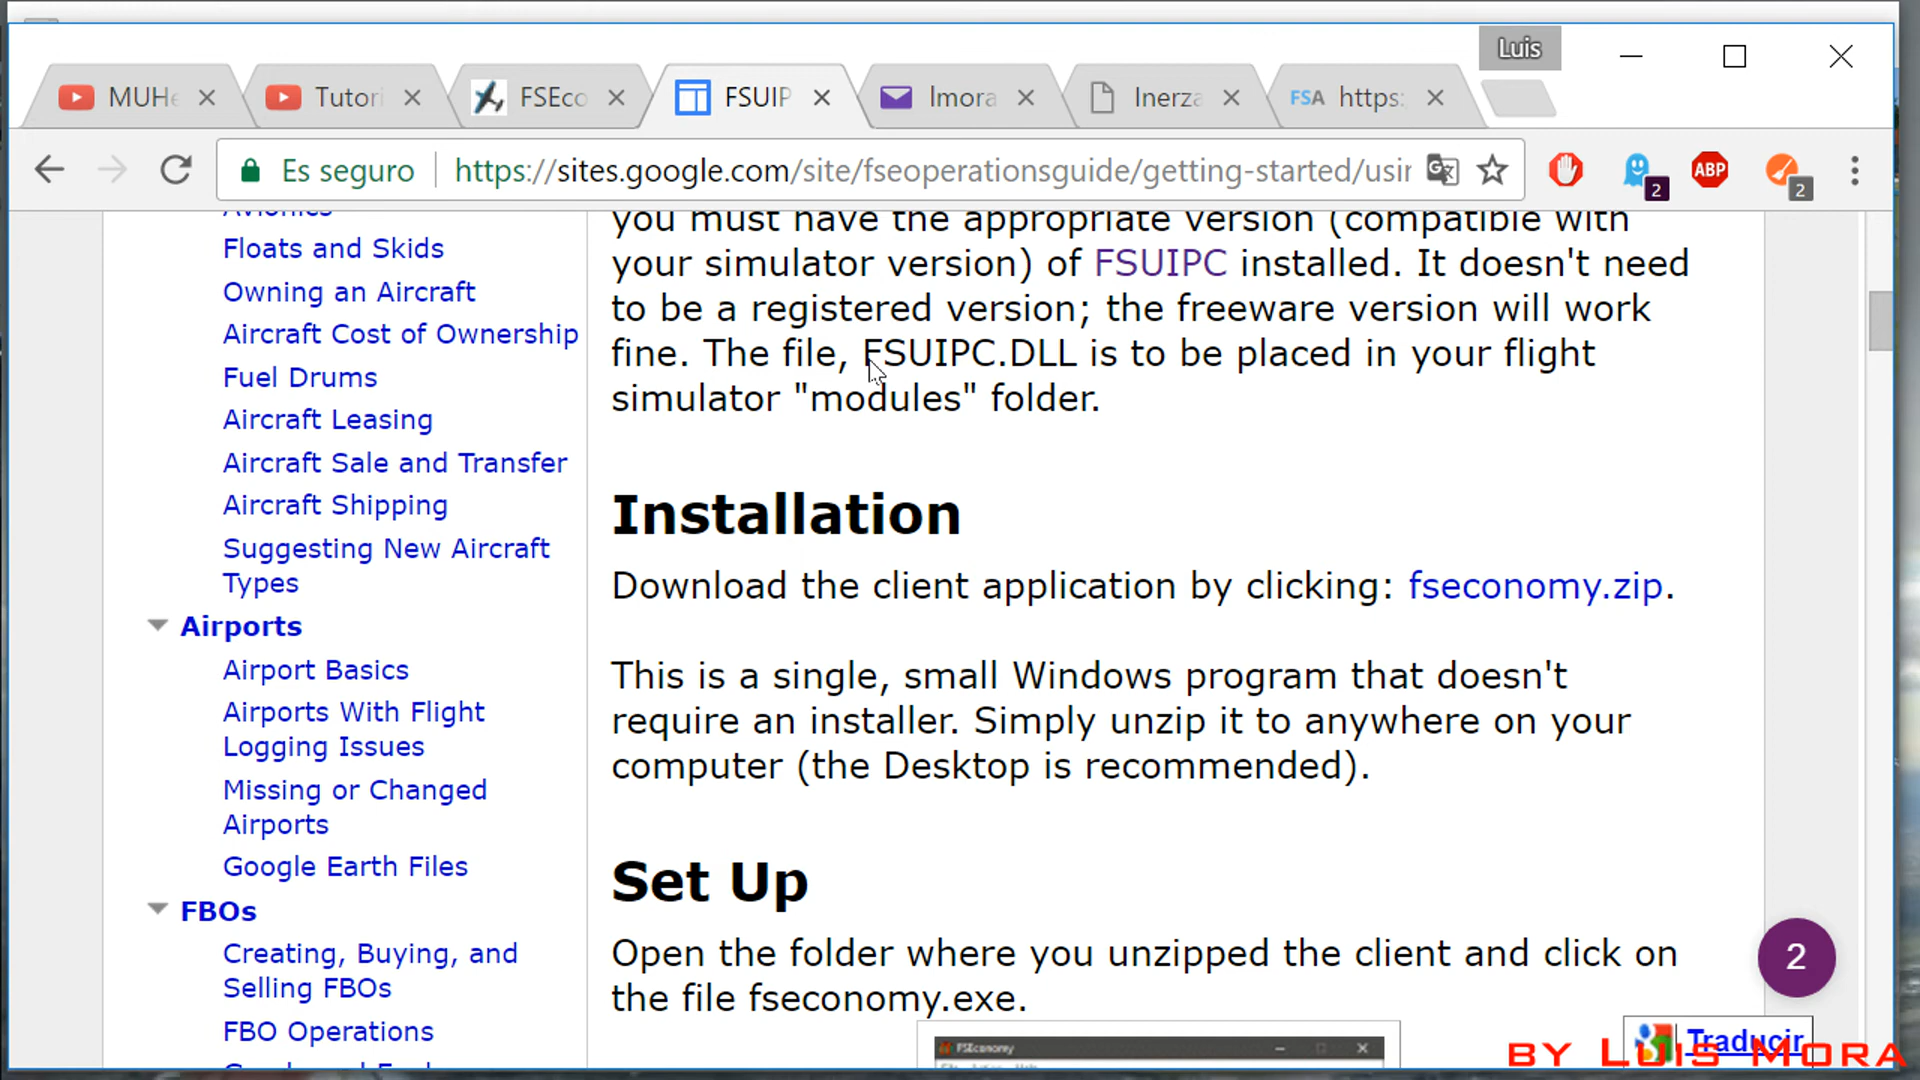 Luis
MUHe
Tutori
FSEco
FSUIP
lmora
Inerza
FSA https:
Es seguro https://sites.google.com/site/fseoperationsguide/getting-started/usin
2 ABP 2
Avionics
Floats and Skids
Owning an Aircraft
Aircraft Cost of Ownership
Fuel Drums
Aircraft Leasing
Aircraft Sale and Transfer
Aircraft Shipping
Suggesting New Aircraft
Types
Airports
Airport Basics
Airports With Flight
Logging Issues
Missing or Changed
Airports
Google Earth Files
FBOs
Creating, Buying, and
Selling FBOs
FBO Operations
you must have the appropriate version (compatible with
your simulator version) of FSUIPC installed. It doesn't need
to be a registered version; the freeware version will work
fine. The file, FSUIPC.DLL is to be placed in your flight
simulator "modules" folder.
Installation
Download the client application by clicking: fseconomy.zip.
This is a single, small Windows program that doesn't
require an installer. Simply unzip it to anywhere on your
computer (the Desktop is recommended).
Set Up
Open the folder where you unzipped the client and click on
the file fseconomy.exe.
FSEconomy
2
Traducir
BY LUIS MORA